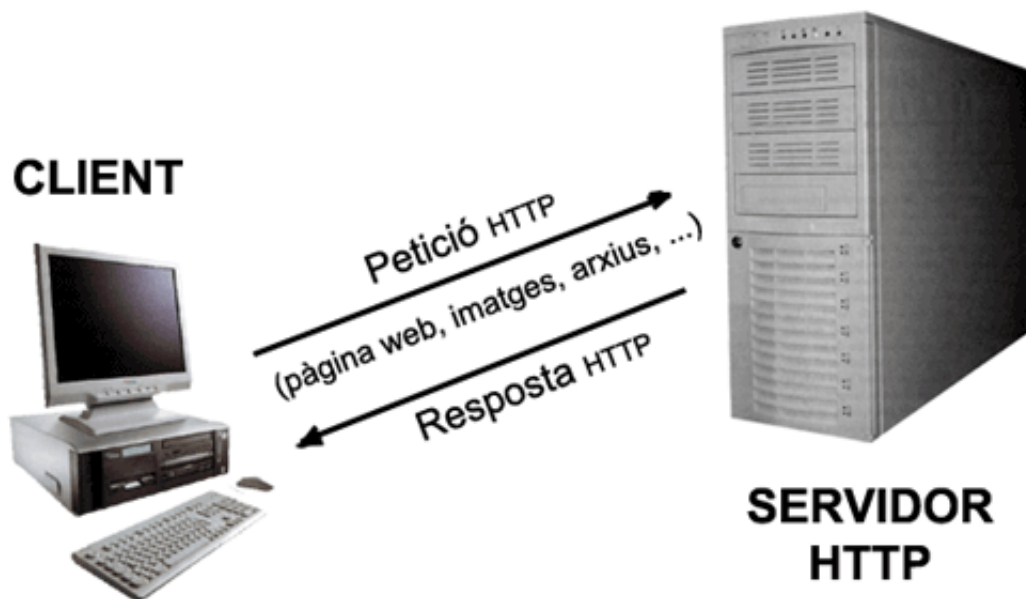 CLIENT
Petició HTTP
(pàgina web, imatges, arxius, ...)
Resposta HTTP
SERVIDOR
HTTP